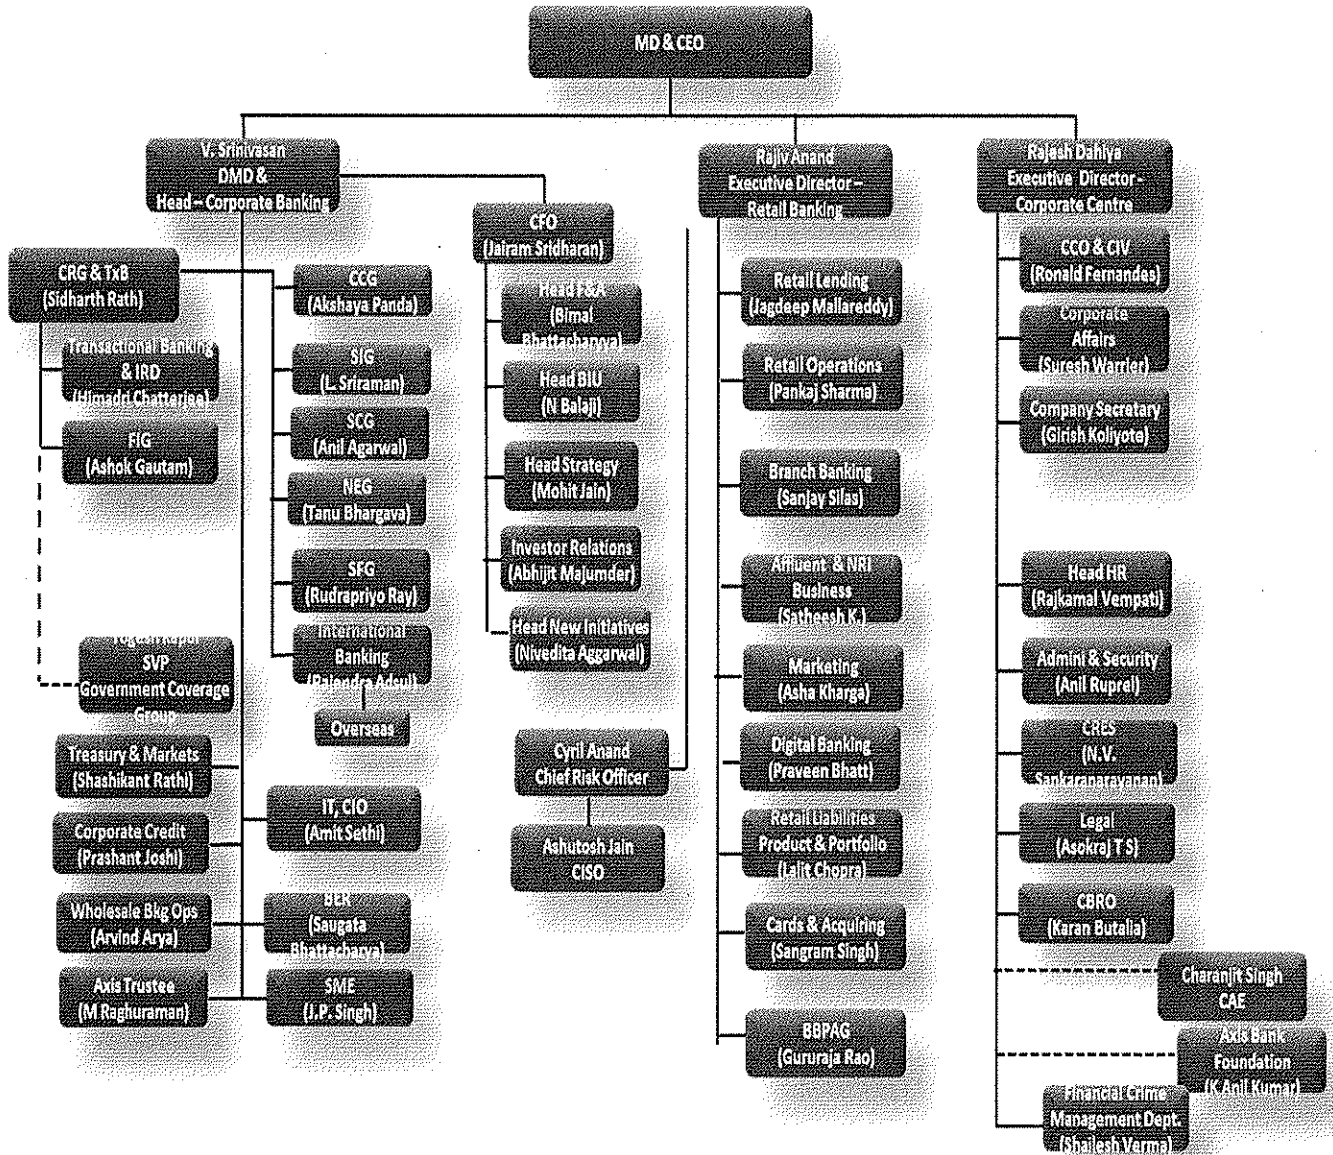 MD & CEO
V. Srinivasan
DMD &
Head – Corporate Banking
CRG & TxB
(Sidharth Rath)
Transactional Banking
& IRD
(Himadri Chatterjee)
FIG
(Ashok Gautam)
SVP
Government Coverage
Group
Treasury & Markets
(Shashikant Rathi)
Corporate Credit
(Prashant Joshi)
Wholesale Bkg Ops
(Arvind Arya)
Axis Trustee
(M Raghuraman)
CCG
(Akshaya Panda)
SIG
(L. Sriraman)
SCG
(Anil Agarwal)
NEG
(Tanu Bhargava)
SFG
(Rudrapriyo Ray)
International
Banking
(Rajendra Adsul)
Overseas
IT, CIO
(Amit Sethi)
BER
(Saugata
Bhattacharya)
SME
(J.P. Singh)
CFO
(Jairam Sridharan)
Head F&A
(Bimal
Bhattacharyya)
Head BIU
(N Balaji)
Head Strategy
(Mohit Jain)
Investor Relations
(Abhijit Majumder)
Head New Initiatives
(Nivedita Aggarwal)
Cyril Anand
Chief Risk Officer
Ashutosh Jain
CISO
Rajiv Anand
Executive Director –
Retail Banking
Retail Lending
(Jagdeep Mallareddy)
Retail Operations
(Pankaj Sharma)
Branch Banking
(Sanjay Silas)
Affluent & NRI
Business
(Satheesh K.)
Marketing
(Asha Kharga)
Digital Banking
(Praveen Bhatt)
Retail Liabilities
Product & Portfolio
(Lalit Chopra)
Cards & Acquiring
(Sangram Singh)
BBPAG
(Gururaja Rao)
Rajesh Dahiya
Executive Director-
Corporate Centre
CCO & CIV
(Ronald Fernandes)
Corporate
Affairs
(Suresh Warrier)
Company Secretary
(Girish Koliyote)
Head HR
(Rajkamal Vempati)
Admini & Security
(Anil Ruprel)
CRES
(N.V.
Sankaranarayanan)
Legal
(Asokraj T S)
CBRO
(Karan Butalia)
Charanjit Singh
CAE
Axis Bank
Foundation
(K Anil Kumar)
Financial Crime
Management Dept.
(Shailesh Verma)